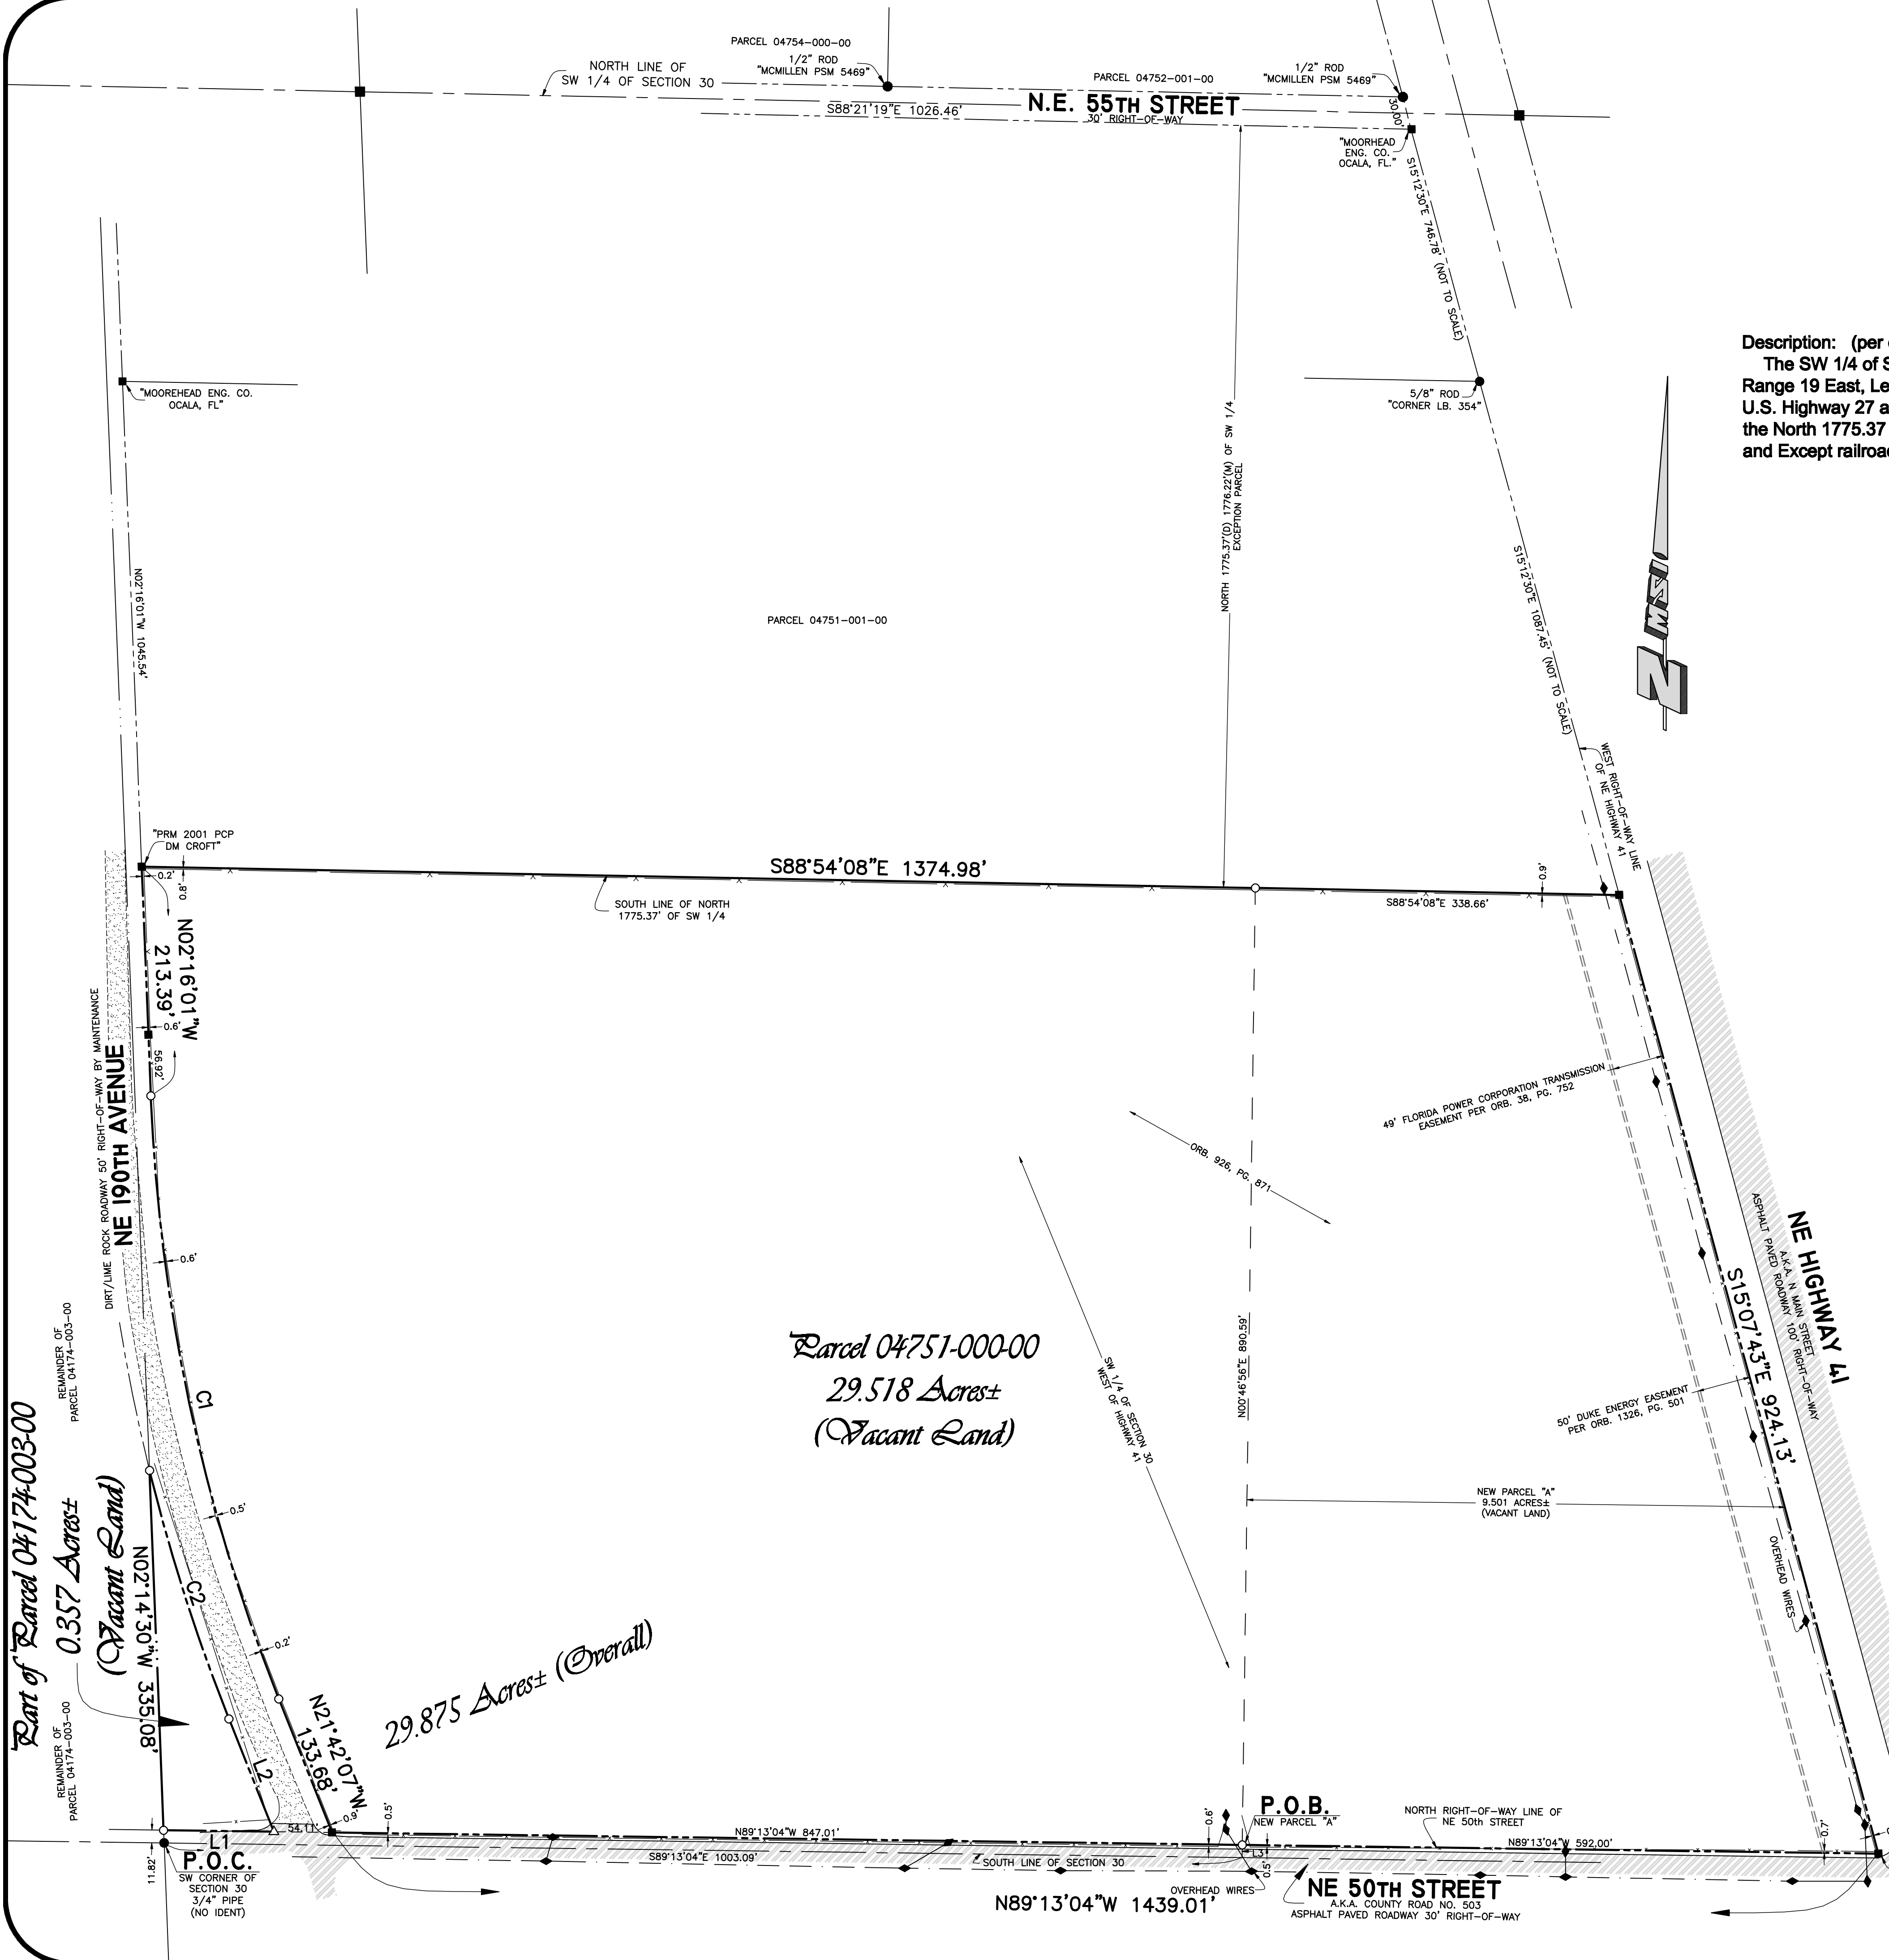 PARCEL 04754-000-00
NORTH LINE OF
SW 1/4 OF SECTION 30
1/2" ROD
"MCMILLEN PSM 5469"
PARCEL 04752-001-00
1/2" ROD
"MCMILLEN PSM 5469"
S88°21'19"E 1026.46'
N.E. 55TH STREET
30' RIGHT-OF-WAY
30.00'
"MOORHEAD
ENG. CO.
OCALA, FL."
S15°12'30"E 746.78' (NOT TO SCALE)
Description: (per
The SW 1/4 of S
Range 19 East, Le
U.S. Highway 27 a
the North 1775.37
and Except railroa
"MOOREHEAD ENG. CO.
OCALA, FL"
5/8" ROD
"CORNER LB. 354"
NORTH 1775.37'(D) 1776.22'(M) OF SW 1/4
EXCEPTION PARCEL
MSI
N
N02°16'01"W 1045.54'
PARCEL 04751-001-00
S15°12'30"E 1087.45' (NOT TO SCALE)
WEST RIGHT-OF-WAY LINE
OF NE HIGHWAY 41
"PRM 2001 PCP
DM CROFT"
0.2'
0.8'
S88°54'08"E 1374.98'
SOUTH LINE OF NORTH
1775.37' OF SW 1/4
S88°54'08"E 338.66'
0.9'
N02°16'01"W
213.39'
0.6'
56.92'
DIRT/LIME ROCK ROADWAY 50' RIGHT-OF-WAY BY MAINTENANCE
NE 190TH AVENUE
0.6'
49' FLORIDA POWER CORPORATION TRANSMISSION
EASEMENT PER ORB. 38, PG. 752
ORB. 926, PG. 871
NE HIGHWAY 41
A.K.A. N MAIN STREET
ASPHALT PAVED ROADWAY 100' RIGHT-OF-WAY
S15°07'43"E 924.13'
REMAINDER OF
PARCEL 04174-003-00
Parcel 04751-000-00
29.518 Acres±
(Vacant Land)
SW 1/4 OF SECTION 30
WEST OF HIGHWAY 41
N00°46'56"E 890.59'
C1
50' DUKE ENERGY EASEMENT
PER ORB. 1326, PG. 501
Part of Parcel 04174-003-00
0.357 Acres±
(Vacant Land)
0.5'
NEW PARCEL "A"
9.501 ACRES±
(VACANT LAND)
OVERHEAD WIRES
N02°14'30"W 335.08'
C2
0.2'
29.875 Acres± (Overall)
REMAINDER OF
PARCEL 04174-003-00
L2
N21°42'07"W
133.68'
0.9'
0.5'
54.11'
L1
11.82'
P.O.C.
SW CORNER OF
SECTION 30
3/4" PIPE
(NO IDENT)
N89°13'04"W 847.01'
S89°13'04"E 1003.09'
SOUTH LINE OF SECTION 30
0.6'
P.O.B.
NEW PARCEL "A"
L3
0.5'
NORTH RIGHT-OF-WAY LINE OF
NE 50th STREET
N89°13'04"W 592.00'
0.7'
OVERHEAD WIRES
N89°13'04"W 1439.01'
NE 50TH STREET
A.K.A. COUNTY ROAD NO. 503
ASPHALT PAVED ROADWAY 30' RIGHT-OF-WAY